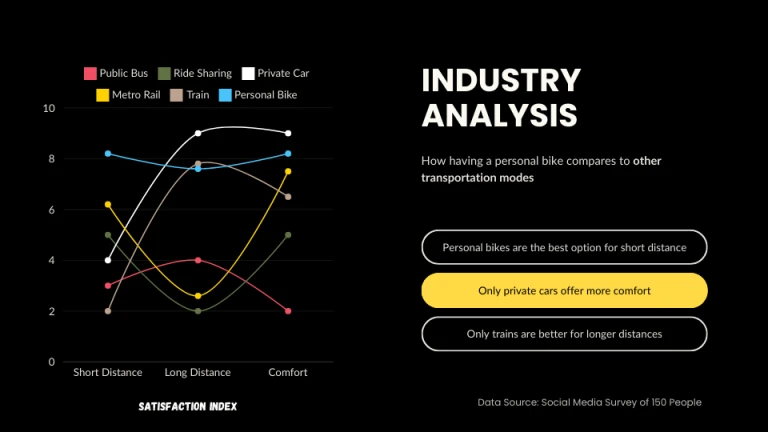 Public Bus Ride Sharing Private Car
Metro Rail Train Personal Bike
10
8
6
4
2
0
Short Distance Long Distance Comfort
SATISFACTION INDEX
INDUSTRY
ANALYSIS
How having a personal bike compares to other
transportation modes
Personal bikes are the best option for short distance
Only private cars offer more comfort
Only trains are better for longer distances
Data Source: Social Media Survey of 150 People